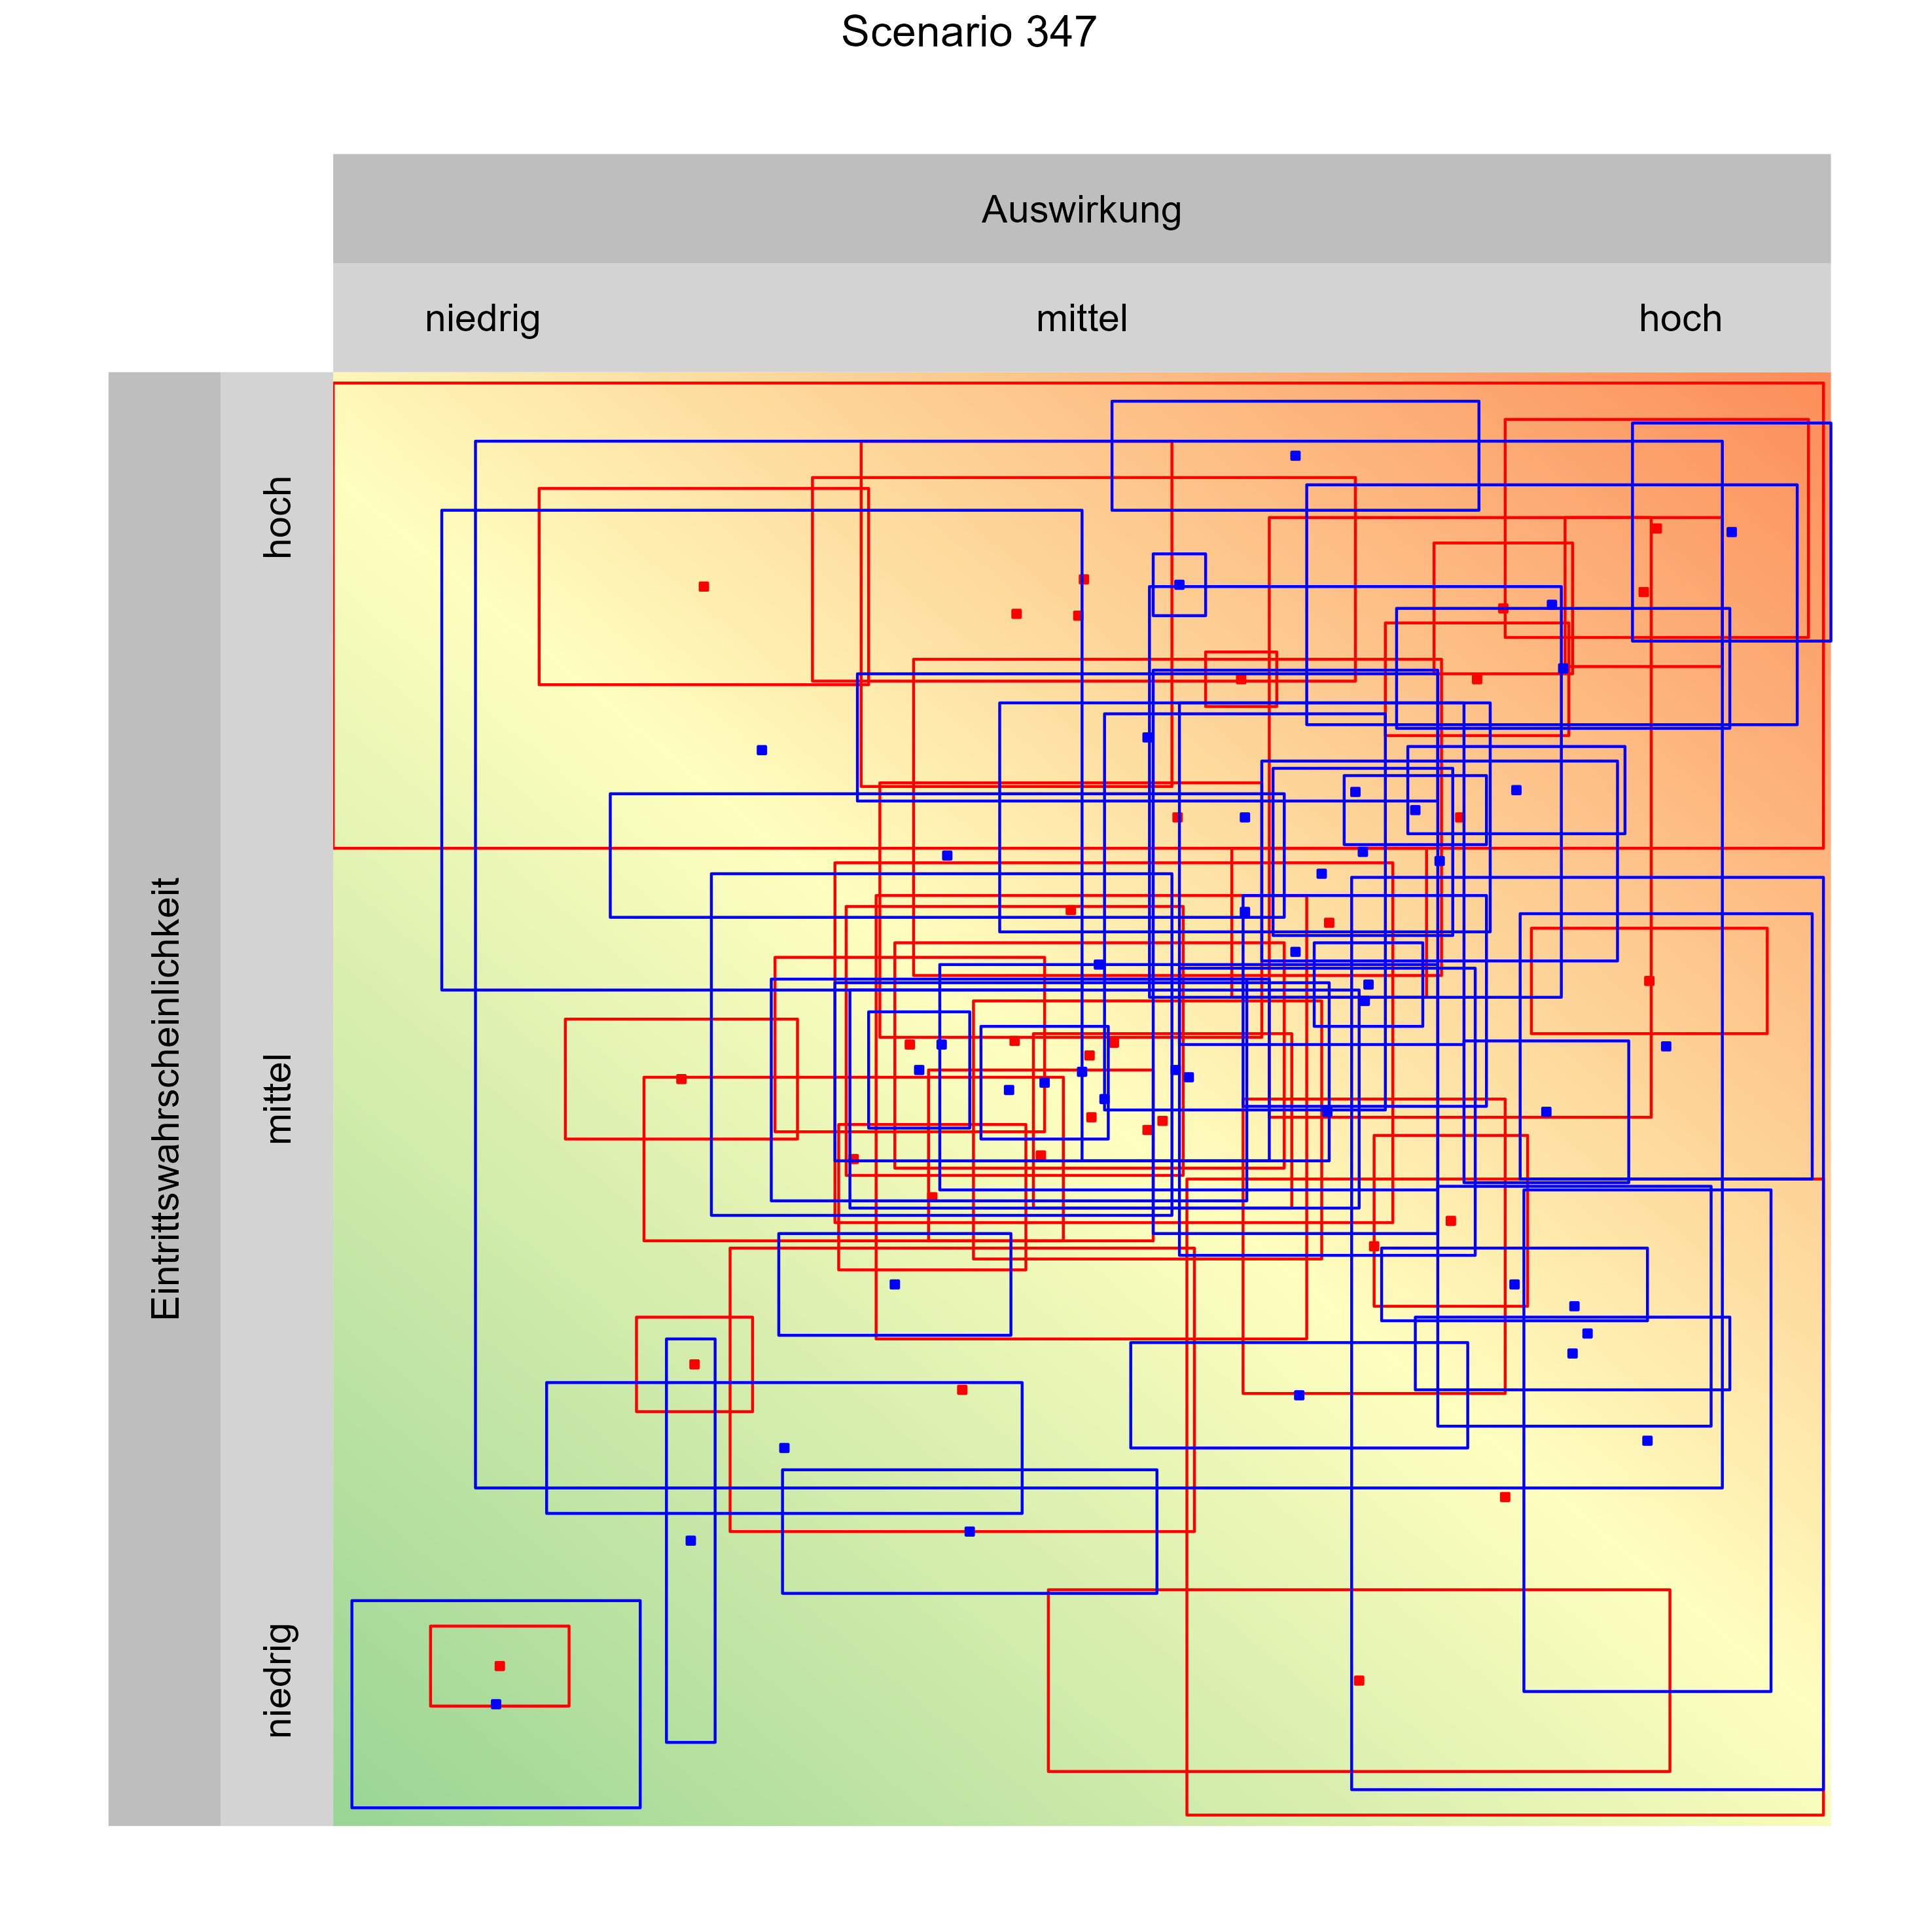 Scenario 347
Auswirkung
niedrig mittel hoch
Eintrittswahrscheinlichkeit
hoch
mittel
niedrig